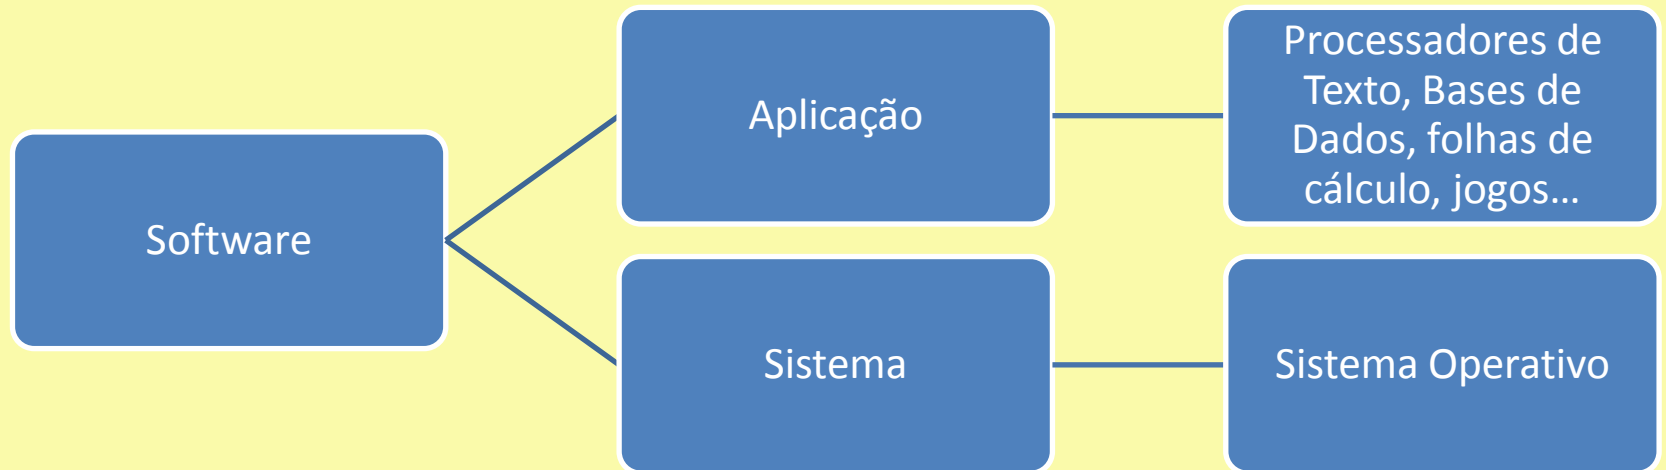 Software
Aplicação
Processadores de
Texto, Bases de
Dados, folhas de
cálculo, jogos...
Sistema
Sistema Operativo